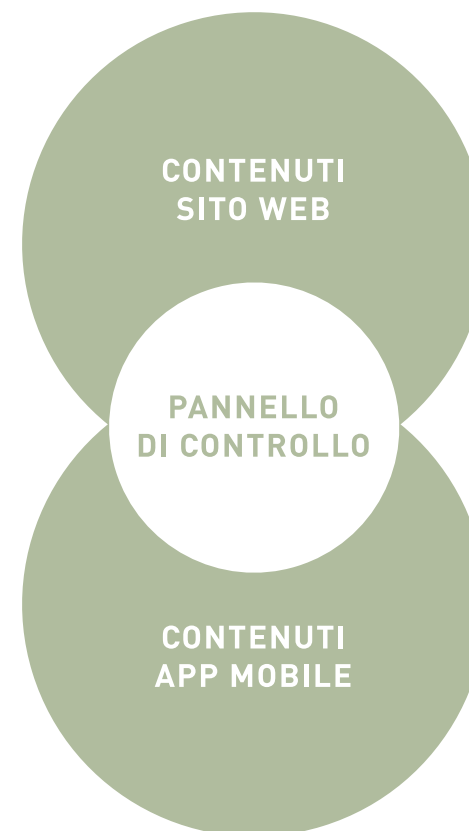 CONTENUTI
SITO WEB
PANNELLO
DI CONTROLLO
CONTENUTI
APP MOBILE